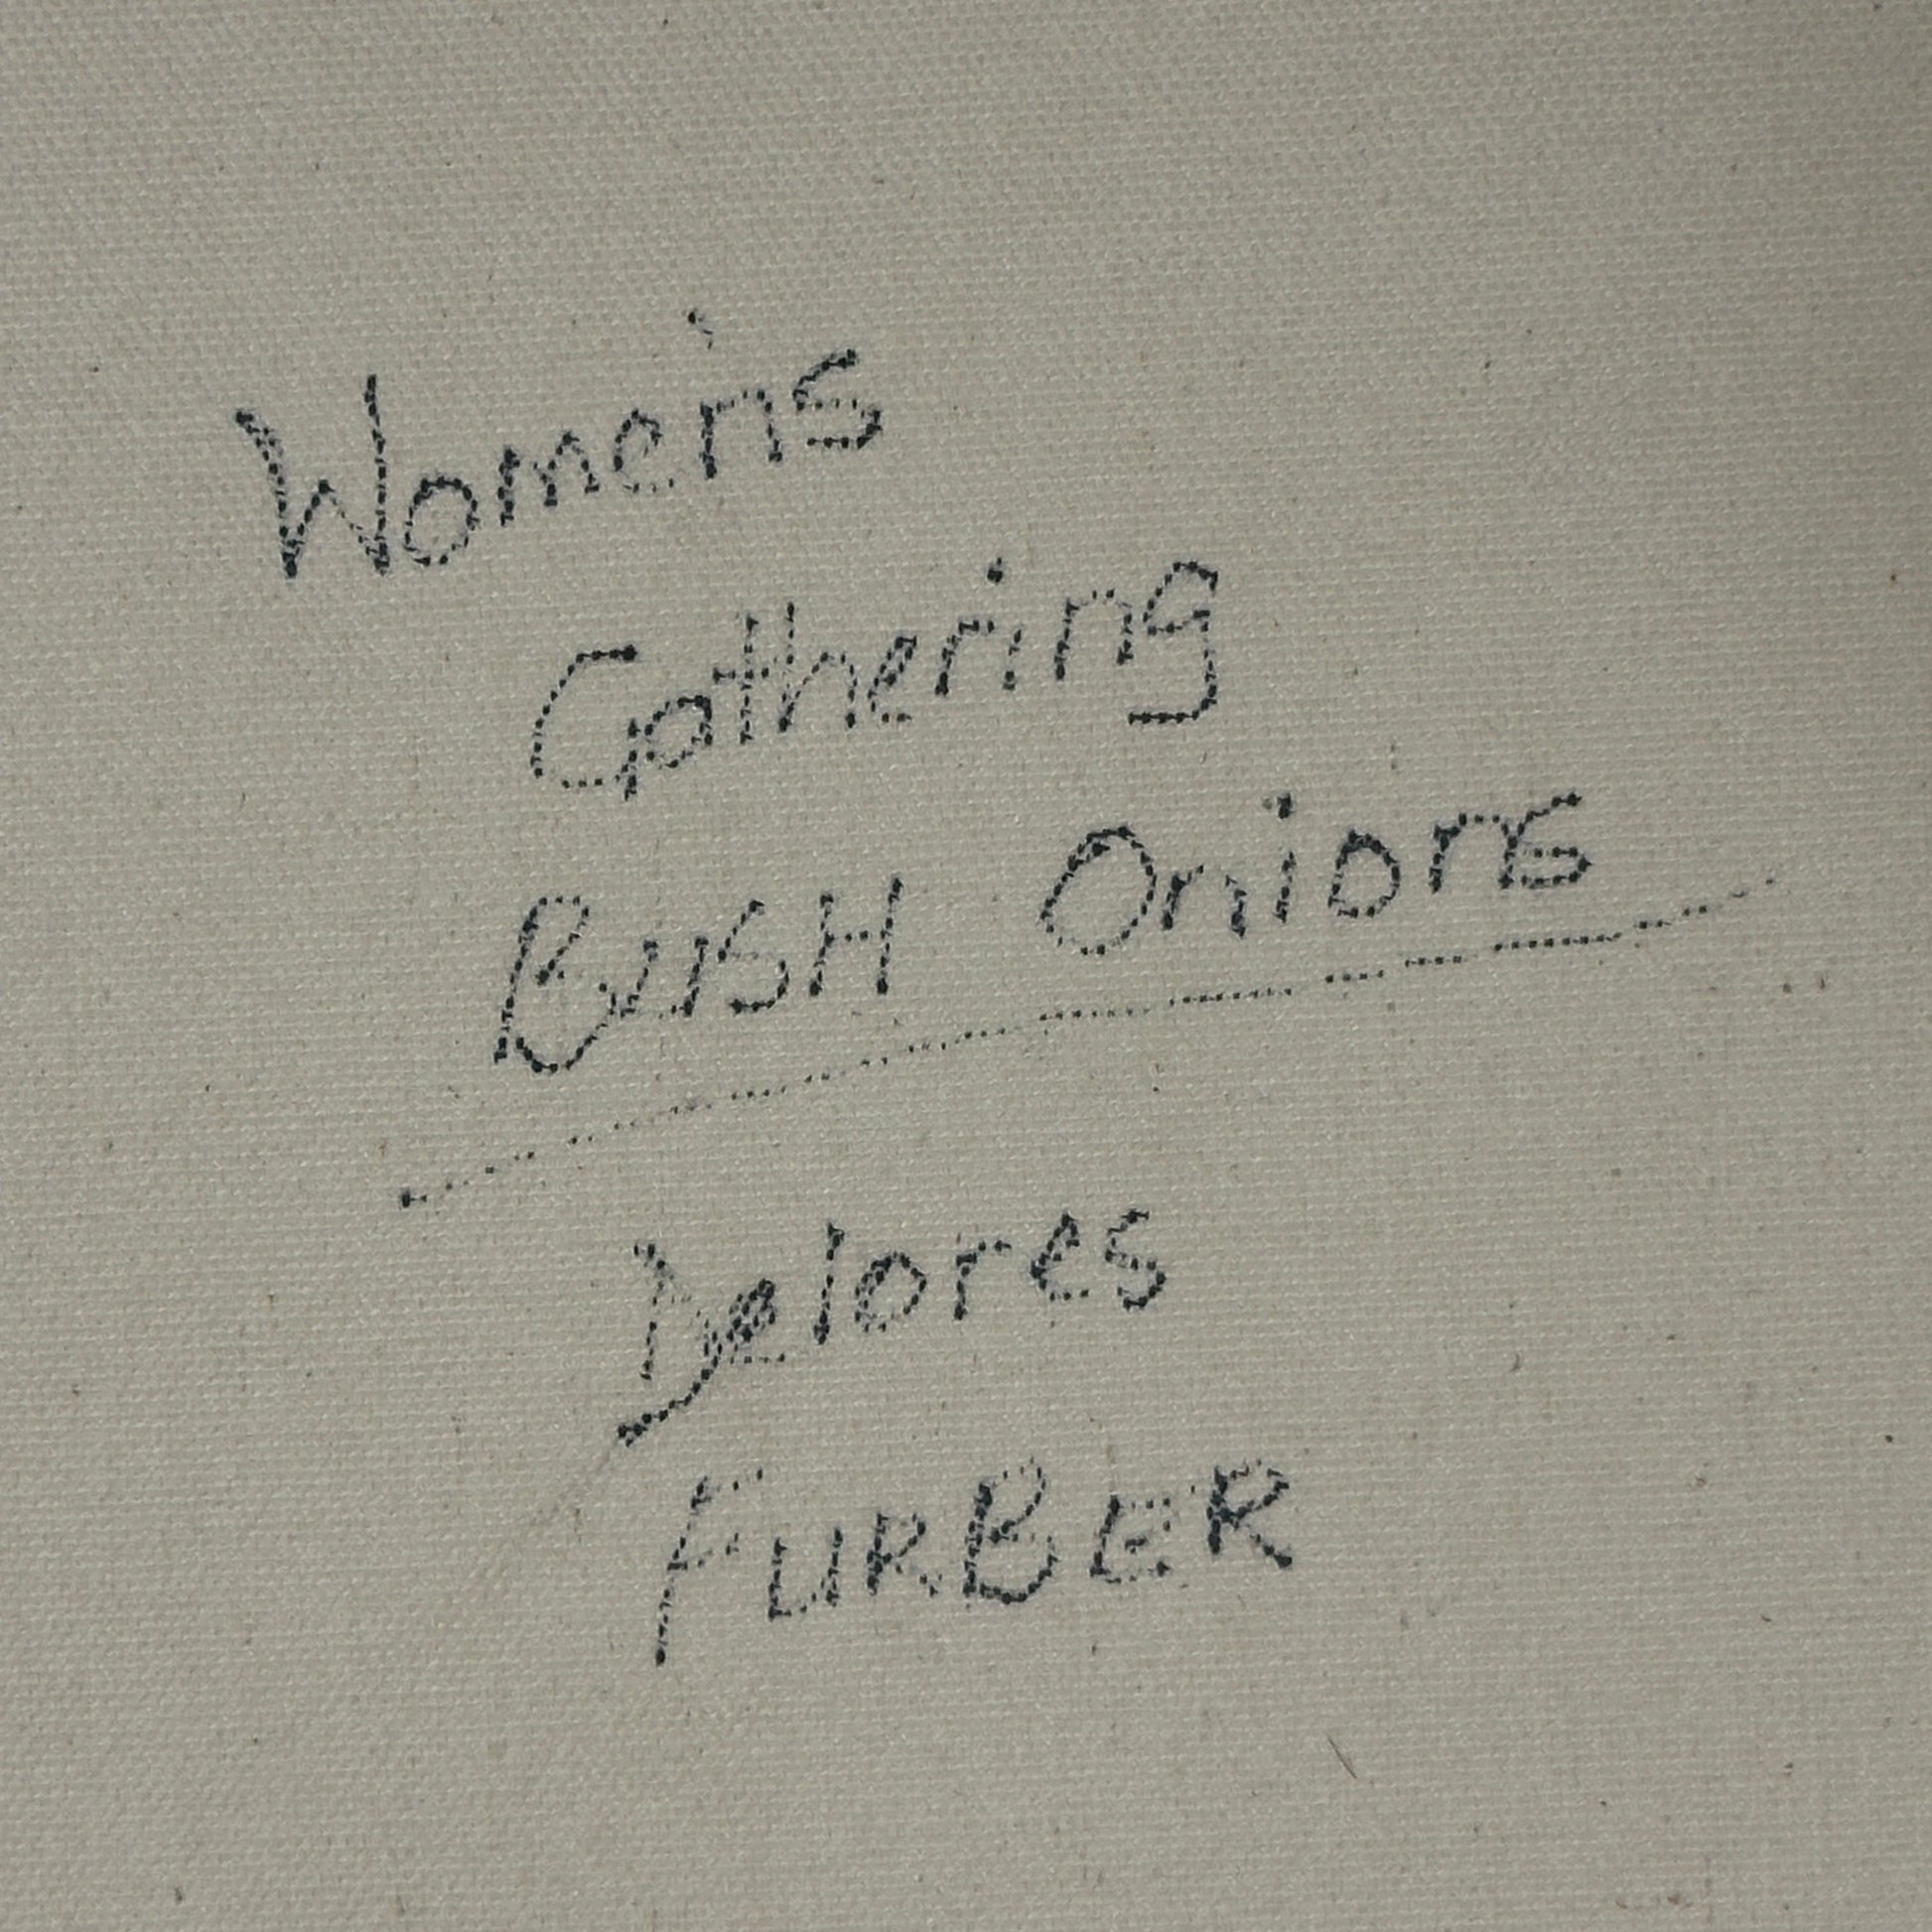 Women's
Gathering
BUSH Onions
Delores
FURBER